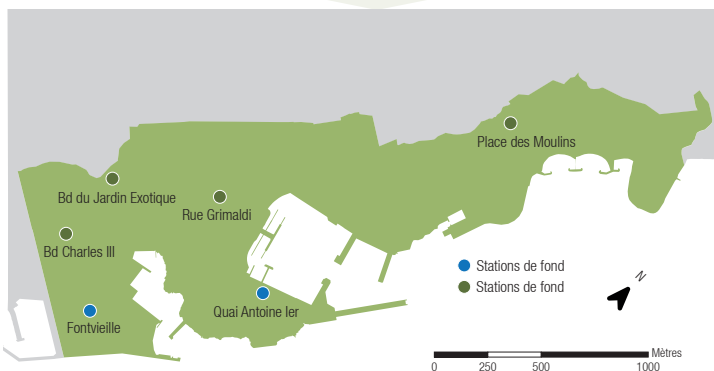 Place des Moulins
Bd du Jardin Exotique
Rue Grimaldi
Bd Charles III
Stations de fond
Stations de fond
N
Quai Antoine Ier
Fontvieille
Mètres
0 250 500 1000